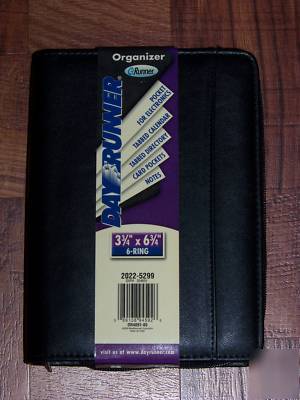 Organizer
Runner
DAY RUNNER®
POCKET
FOR ELECTRONICS
TABBED CALENDAR
TABBED DIRECTORY
CARD POCKETS
NOTES
3¾" x 6¾"
6-RING
2022-5299
visit us at www.dayrunner.com